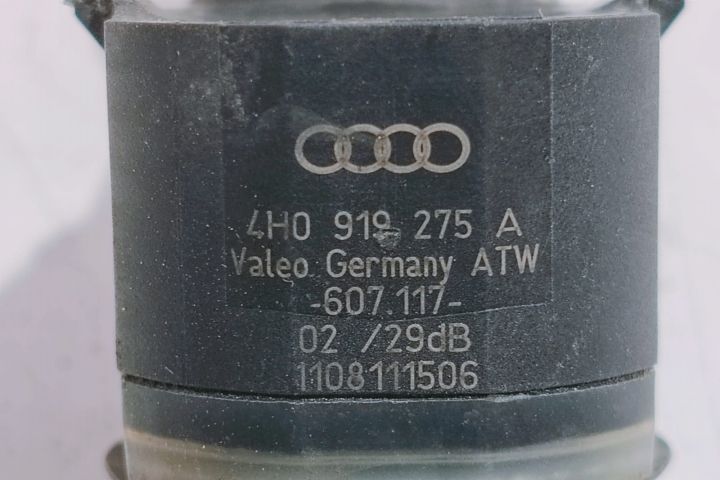 4H0 919 275 A
Valeo Germany ATW
-607.117-
02 /29dB
1108111506